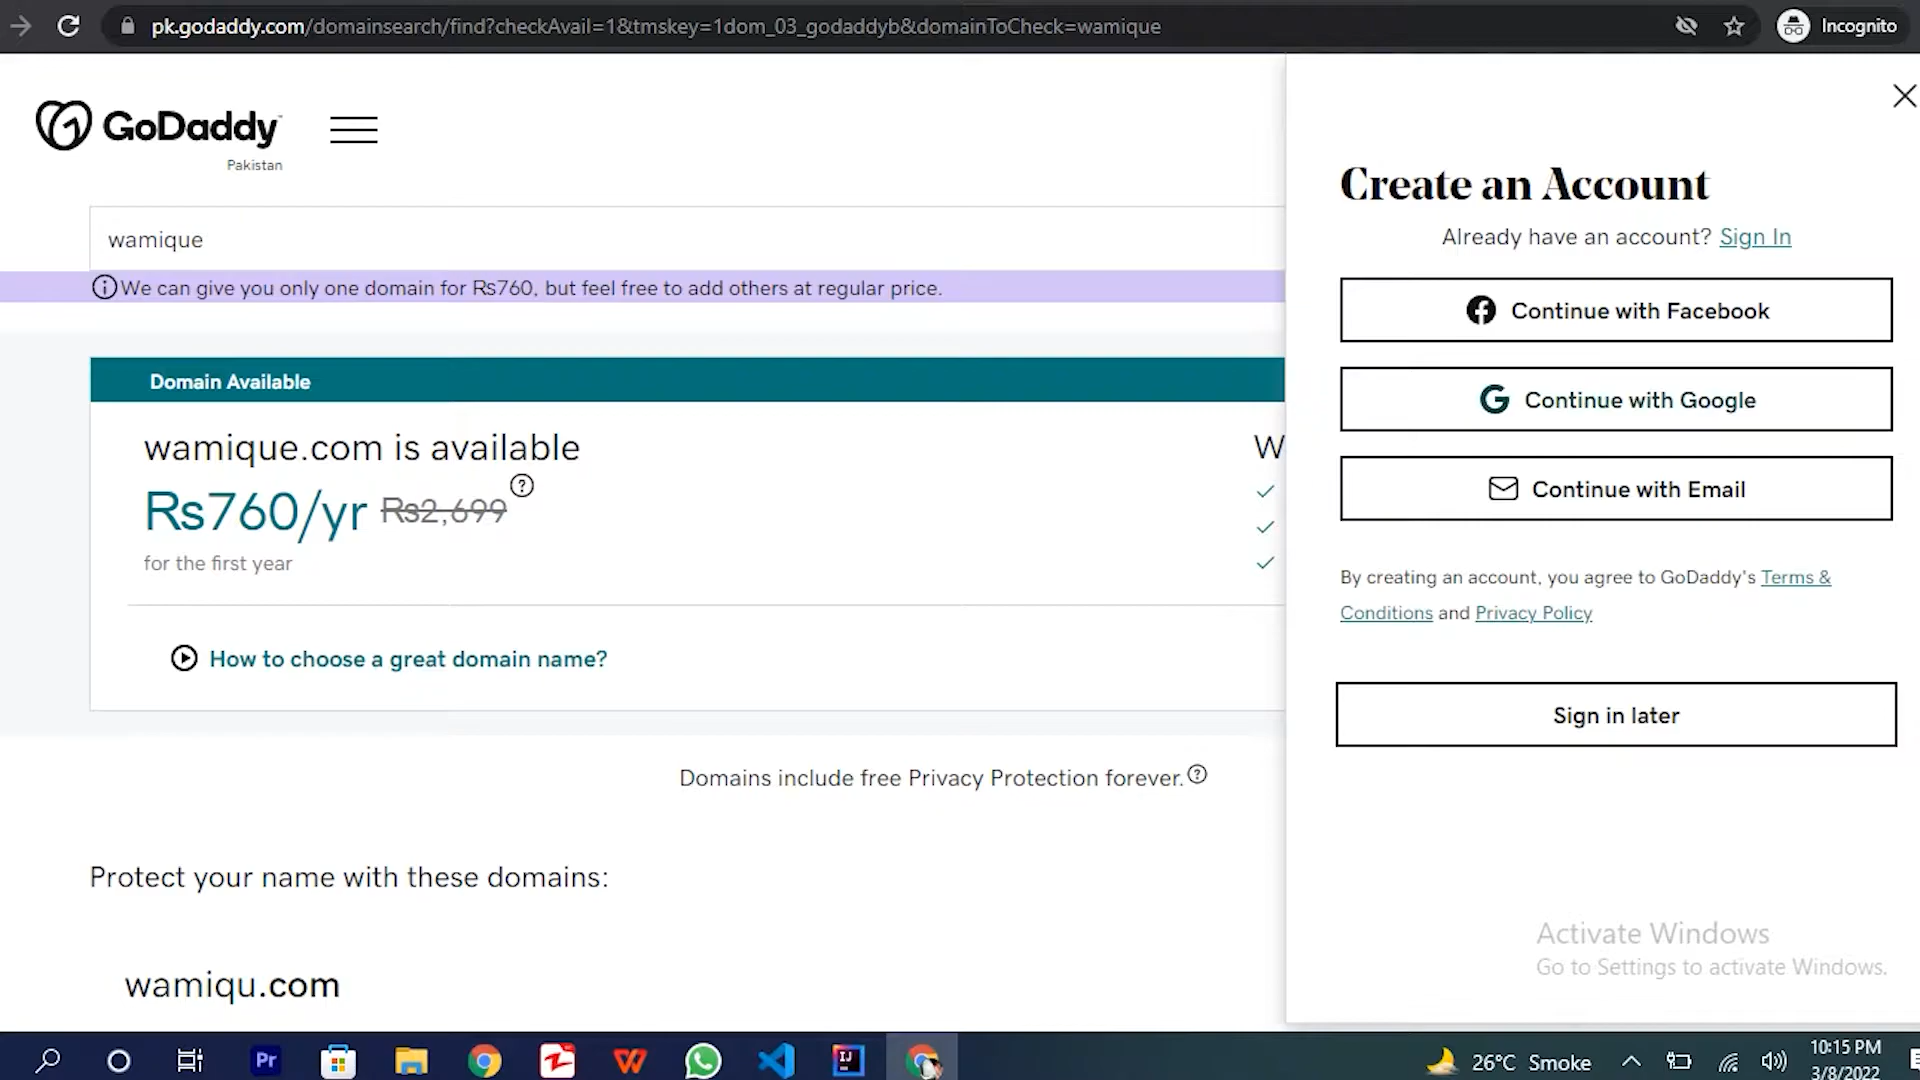 pk.godaddy.com/domainsearch/find?checkAvail=1&tmskey=1dom_03_godaddyb&domainToCheck=wamique
Incognito
GoDaddy
Pakistan
wamique
We can give you only one domain for Rs760, but feel free to add others at regular price.
Domain Available
wamique.com is available
W
Rs760/yr Rs2,699
for the first year
How to choose a great domain name?
Domains include free Privacy Protection forever.
Protect your name with these domains:
wamiqu.com
Create an Account
Already have an account? Sign In
Continue with Facebook
Continue with Google
Continue with Email
By creating an account, you agree to GoDaddy's Terms &
Conditions and Privacy Policy
Sign in later
Activate Windows
Go to Settings to activate Windows.
Pr
IJ
26°C Smoke
10:15 PM
3/8/2022